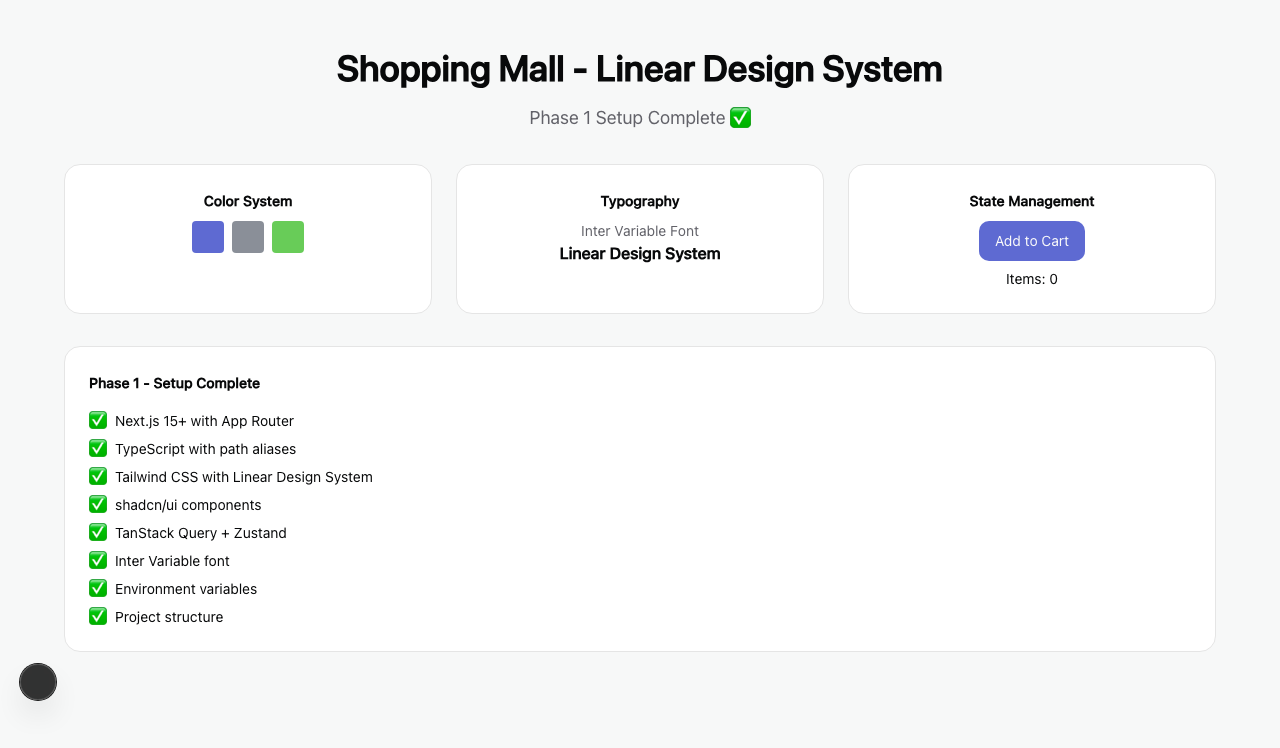 Shopping Mall - Linear Design System
Phase 1 Setup Complete ✅
Color System
Typography
Inter Variable Font
Linear Design System
State Management
Add to Cart
Items: 0
Phase 1 - Setup Complete
✅ Next.js 15+ with App Router
✅ TypeScript with path aliases
✅ Tailwind CSS with Linear Design System
✅ shadcn/ui components
✅ TanStack Query + Zustand
✅ Inter Variable font
✅ Environment variables
✅ Project structure